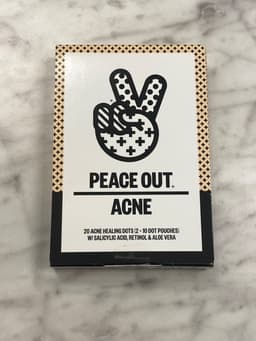 PEACE OUT®
ACNE
20 ACNE HEALING DOTS (2 • 10 DOT POUCHES)
W/ SALICYLIC ACID, RETINOL & ALOE VERA